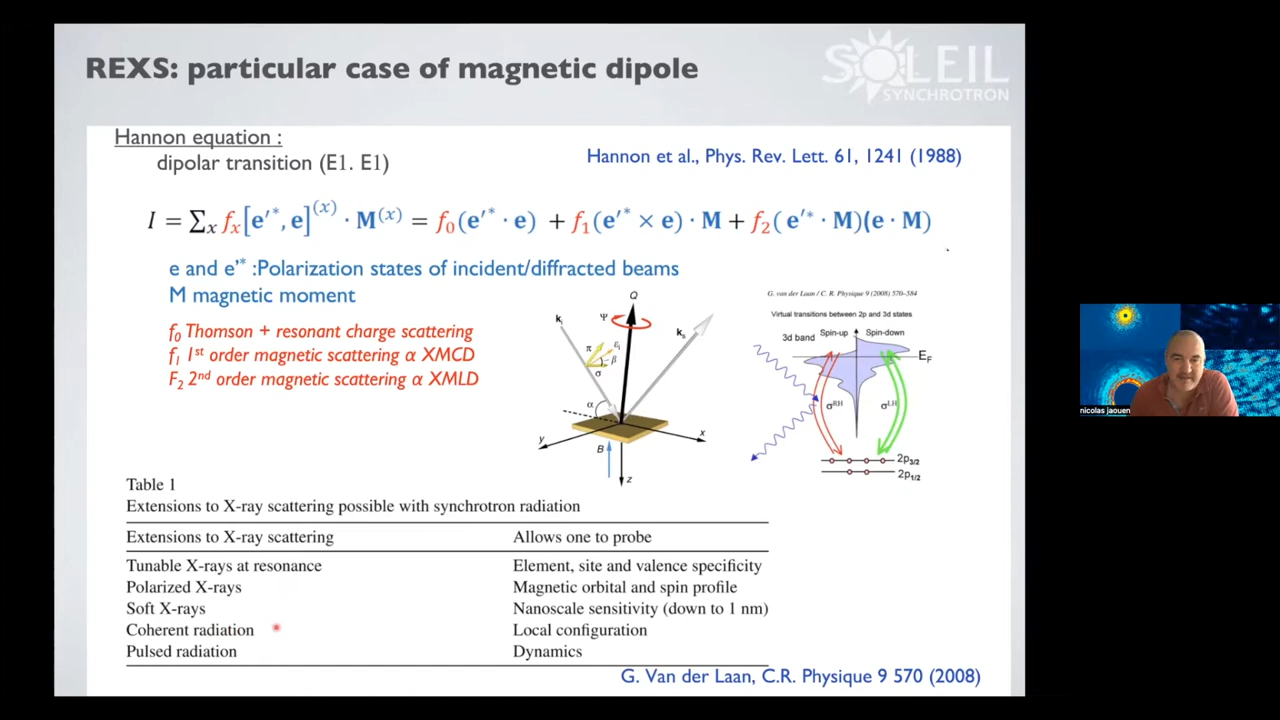 REXS: particular case of magnetic dipole
SOLEIL
SYNCHROTRON
Hannon equation :
dipolar transition (E1. E1)
Hannon et al., Phys. Rev. Lett. 61, 1241 (1988)
I = ∑x fx[e′*, e](x) · M(x) = f0(e′* · e) + f1(e′* × e) · M + f2( e′* · M)(e · M)
e and e'* :Polarization states of incident/diffracted beams
M magnetic moment
f0 Thomson + resonant charge scattering
f1 1st order magnetic scattering α XMCD
F2 2nd order magnetic scattering α XMLD
Q
Ψ
ki
ks
π
εi
β
σ
α
y
x
B
z
G. van der Laan / C. R. Physique 9 (2008) 570–584
Virtual transitions between 2p and 3d states
3d band Spin-up Spin-down
EF
σRH σLH
2p3/2
2p1/2
nicolas jaouen
Table 1
Extensions to X-ray scattering possible with synchrotron radiation
Extensions to X-ray scattering Allows one to probe
Tunable X-rays at resonance Element, site and valence specificity
Polarized X-rays Magnetic orbital and spin profile
Soft X-rays Nanoscale sensitivity (down to 1 nm)
Coherent radiation Local configuration
Pulsed radiation Dynamics
G. Van der Laan, C.R. Physique 9 570 (2008)